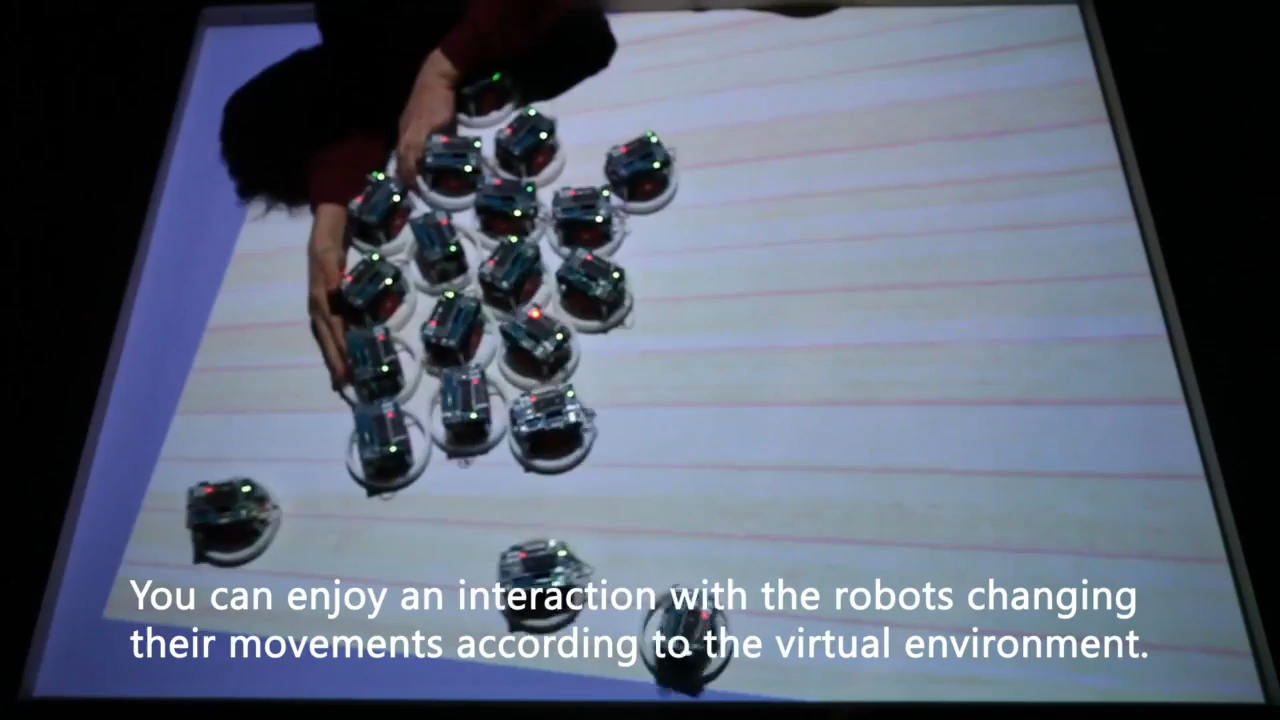 You can enjoy an interaction with the robots changing
their movements according to the virtual environment.